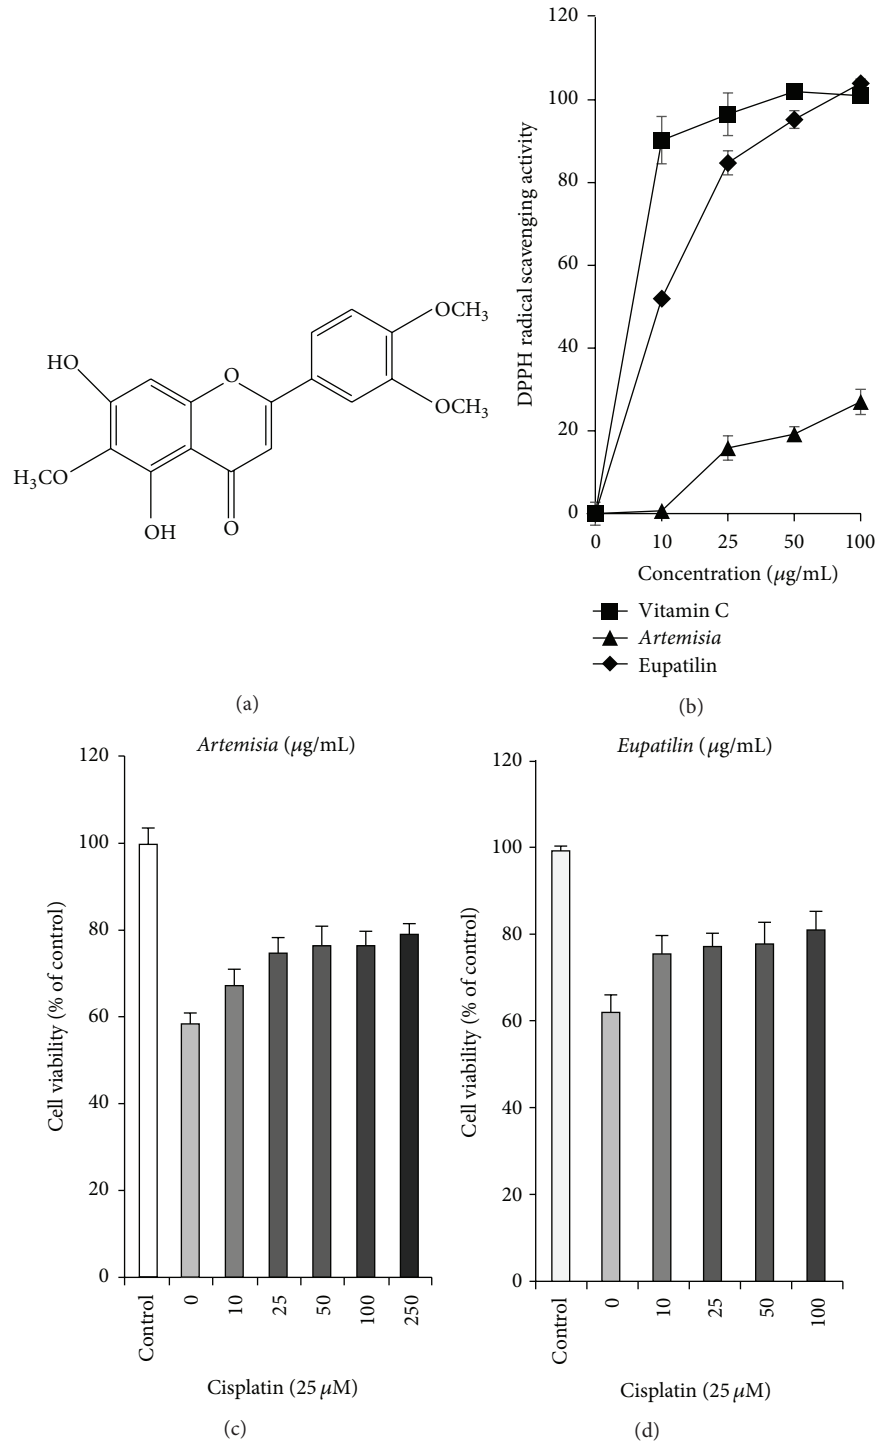 OCH₃
O
HO
OCH₃
H₃CO
OH
O
(a)
120
100
80
60
40
20
0
DPPH radical scavenging activity
0 10 25 50 100
Concentration (μg/mL)
Vitamin C
Artemisia
Eupatilin
(b)
Artemisia (μg/mL)
120
100
80
60
40
20
0
Cell viability (% of control)
Control 0 10 25 50 100 250
Cisplatin (25 μM)
(c)
Eupatilin (μg/mL)
120
100
80
60
40
20
0
Cell viability (% of control)
Control 0 10 25 50 100
Cisplatin (25 μM)
(d)